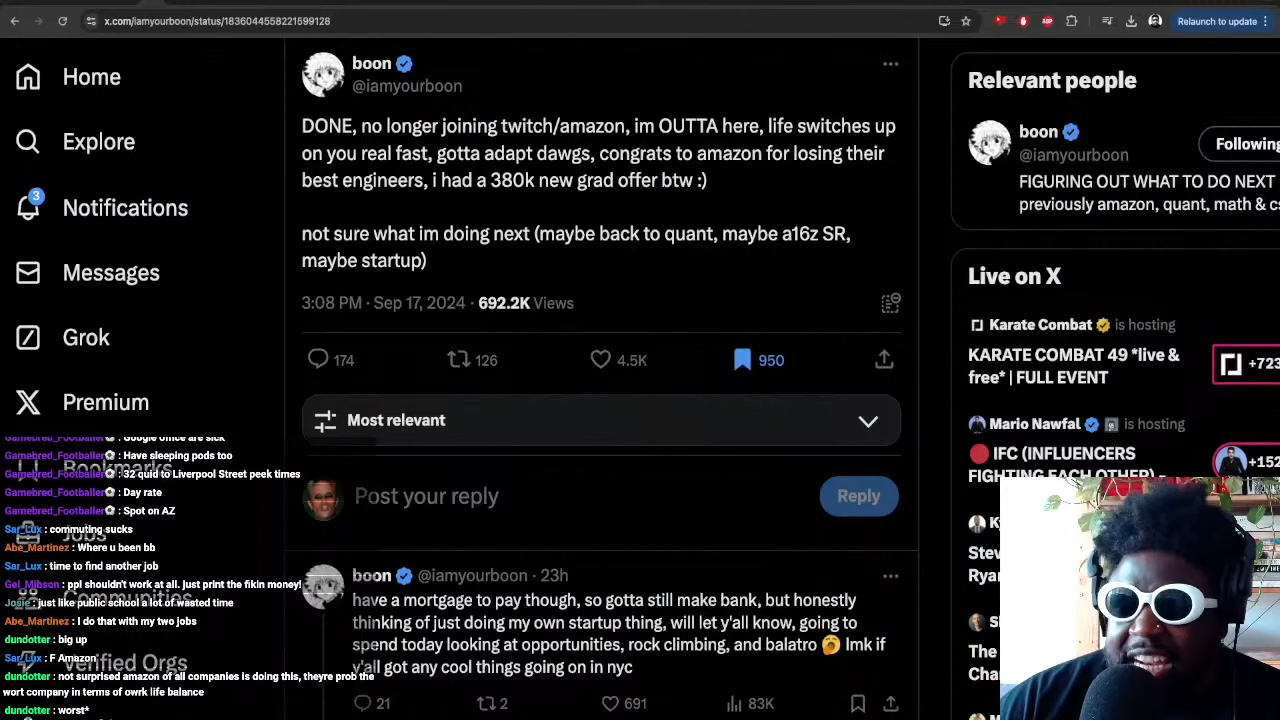 x.com/iamyourboon/status/1836044558221599128
Relaunch to update
Home
Explore
3
Notifications
Messages
Grok
Premium
Bookmarks
Jobs
Communities
Verified Orgs
boon
@iamyourboon
DONE, no longer joining twitch/amazon, im OUTTA here, life switches up
on you real fast, gotta adapt dawgs, congrats to amazon for losing their
best engineers, i had a 380k new grad offer btw :)
not sure what im doing next (maybe back to quant, maybe a16z SR,
maybe startup)
3:08 PM · Sep 17, 2024 · 692.2K Views
174 126 4.5K 950
Most relevant
Post your reply
Reply
boon @iamyourboon · 23h
have a mortgage to pay though, so gotta still make bank, but honestly
thinking of just doing my own startup thing, will let y'all know, going to
spend today looking at opportunities, rock climbing, and balatro 🥱 lmk if
y'all got any cool things going on in nyc
21 2 691 83K
Relevant people
boon
@iamyourboon
Following
FIGURING OUT WHAT TO DO NEXT
previously amazon, quant, math & cs
Live on X
Karate Combat is hosting
KARATE COMBAT 49 *live &
free* | FULL EVENT
+723
Mario Nawfal is hosting
🔴 IFC (INFLUENCERS
FIGHTING EACH OTHER) –
+152
Stev
Ryan
The
Char
Gamebred_Footballer⚽ : Google office are sick
Gamebred_Footballer⚽ : Have sleeping pods too
Gamebred_Footballer⚽ : 32 quid to Liverpool Street peek times
Gamebred_Footballer⚽ : Day rate
Gamebred_Footballer⚽ : Spot on AZ
Sar_Lux : commuting sucks
Abe_Martinez : Where u been bb
Sar_Lux : time to find another job
Gel_Mibson : ppl shouldn't work at all. just print the fikin money!
Josie : just like public school a lot of wasted time
Abe_Martinez : I do that with my two jobs
dundotter : big up
Sar_Lux : F Amazon
dundotter : not surprised amazon of all companies is doing this, theyre prob the
wort company in terms of owrk life balance
dundotter : worst*